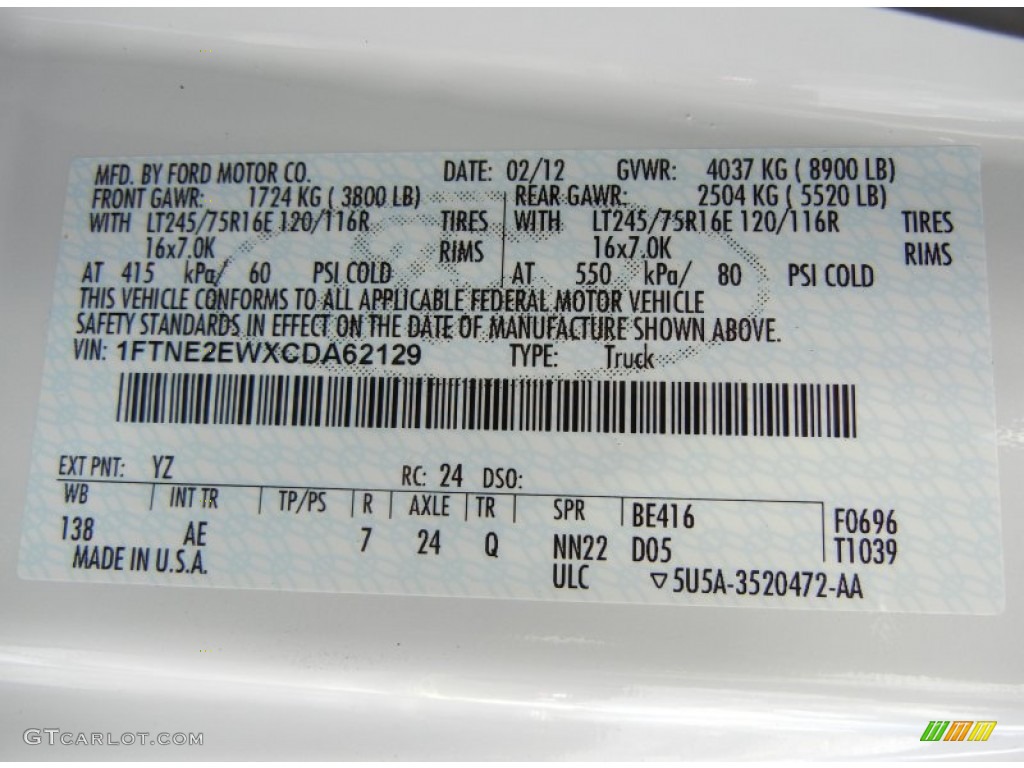 MFD. BY FORD MOTOR CO. DATE: 02/12 GVWR: 4037 KG ( 8900 LB)
FRONT GAWR: 1724 KG ( 3800 LB) REAR GAWR: 2504 KG ( 5520 LB)
WITH LT245/75R16E 120/116R TIRES WITH LT245/75R16E 120/116R TIRES
16x7.0K RIMS 16x7.0K RIMS
AT 415 kPa/ 60 PSI COLD AT 550 kPa/ 80 PSI COLD
THIS VEHICLE CONFORMS TO ALL APPLICABLE FEDERAL MOTOR VEHICLE
SAFETY STANDARDS IN EFFECT ON THE DATE OF MANUFACTURE SHOWN ABOVE.
VIN: 1FTNE2EWXCDA62129 TYPE: Truck
EXT PNT: YZ RC: 24 DSO:
WB INT TR TP/PS R AXLE TR SPR BE416 F0696
138 AE 7 24 Q NN22 D05 T1039
MADE IN U.S.A. ULC ▽5U5A-3520472-AA
GTCARLOT.COM